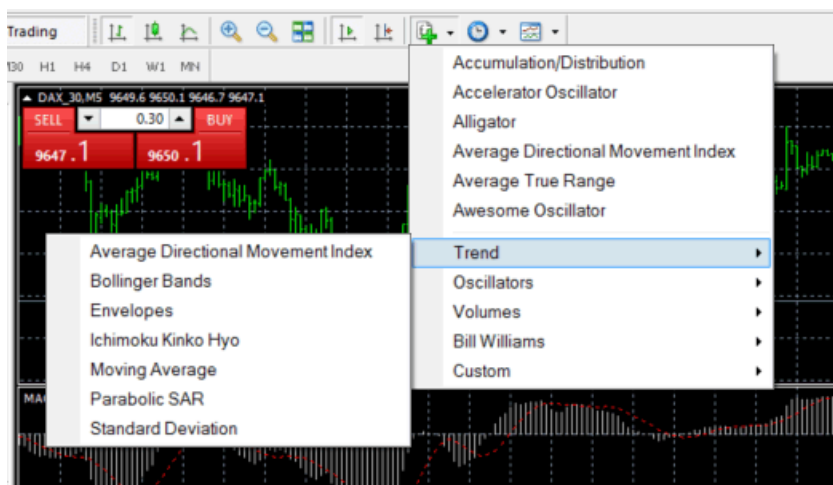 Trading
M30 H1 H4 D1 W1 MN
DAX_30,M5 9649.6 9650.1 9646.7 9647.1
SELL 0.30 BUY
9647.1 9650.1
Accumulation/Distribution
Accelerator Oscillator
Alligator
Average Directional Movement Index
Average True Range
Awesome Oscillator
Trend
Oscillators
Volumes
Bill Williams
Custom
Average Directional Movement Index
Bollinger Bands
Envelopes
Ichimoku Kinko Hyo
Moving Average
Parabolic SAR
Standard Deviation